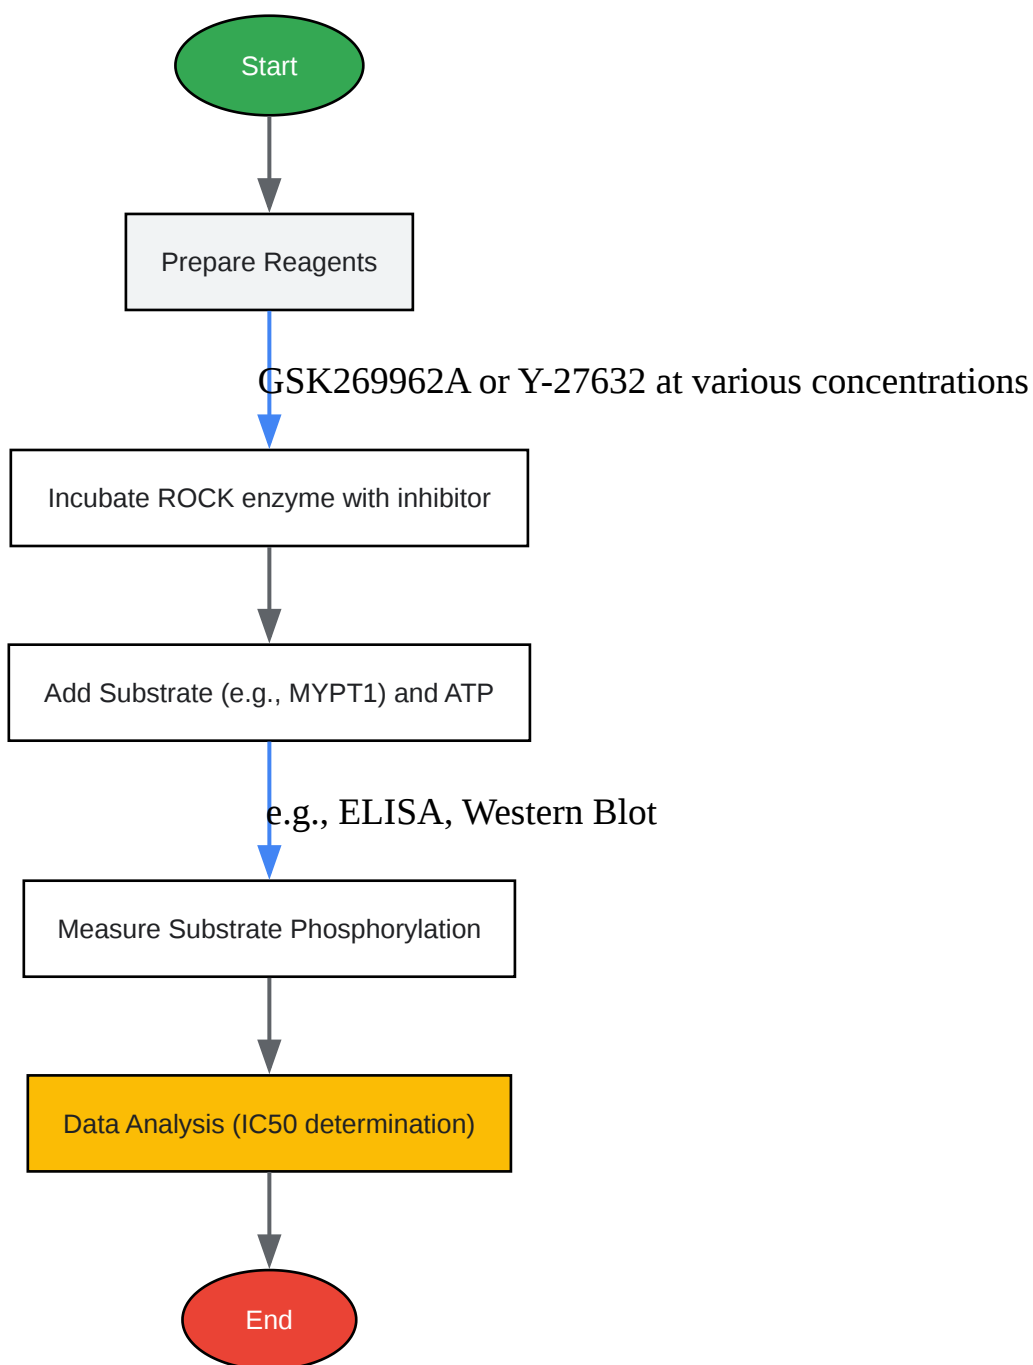 Start
Prepare Reagents
GSK269962A or Y-27632 at various concentrations
Incubate ROCK enzyme with inhibitor
Add Substrate (e.g., MYPT1) and ATP
e.g., ELISA, Western Blot
Measure Substrate Phosphorylation
Data Analysis (IC50 determination)
End